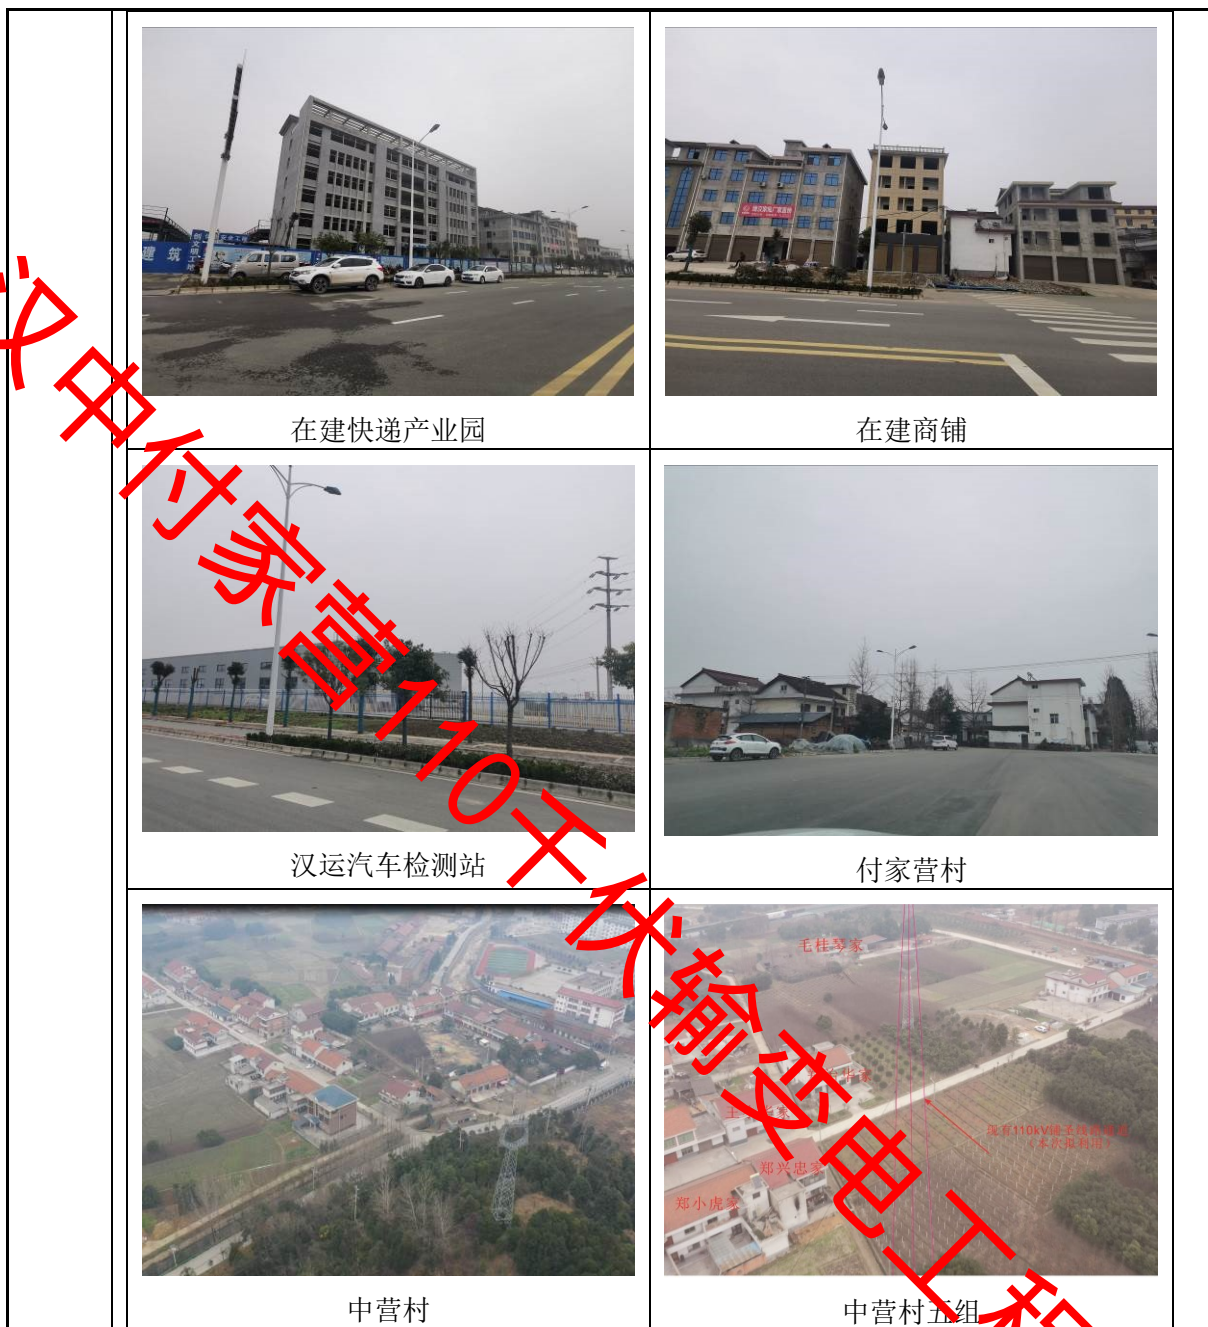 建筑
在建快递产业园
在建商铺
汉运汽车检测站
付家营村
毛桂琴家
郑兴忠家
郑小虎家
中营村
中营村五组
汉中付家营110千伏输变电工程